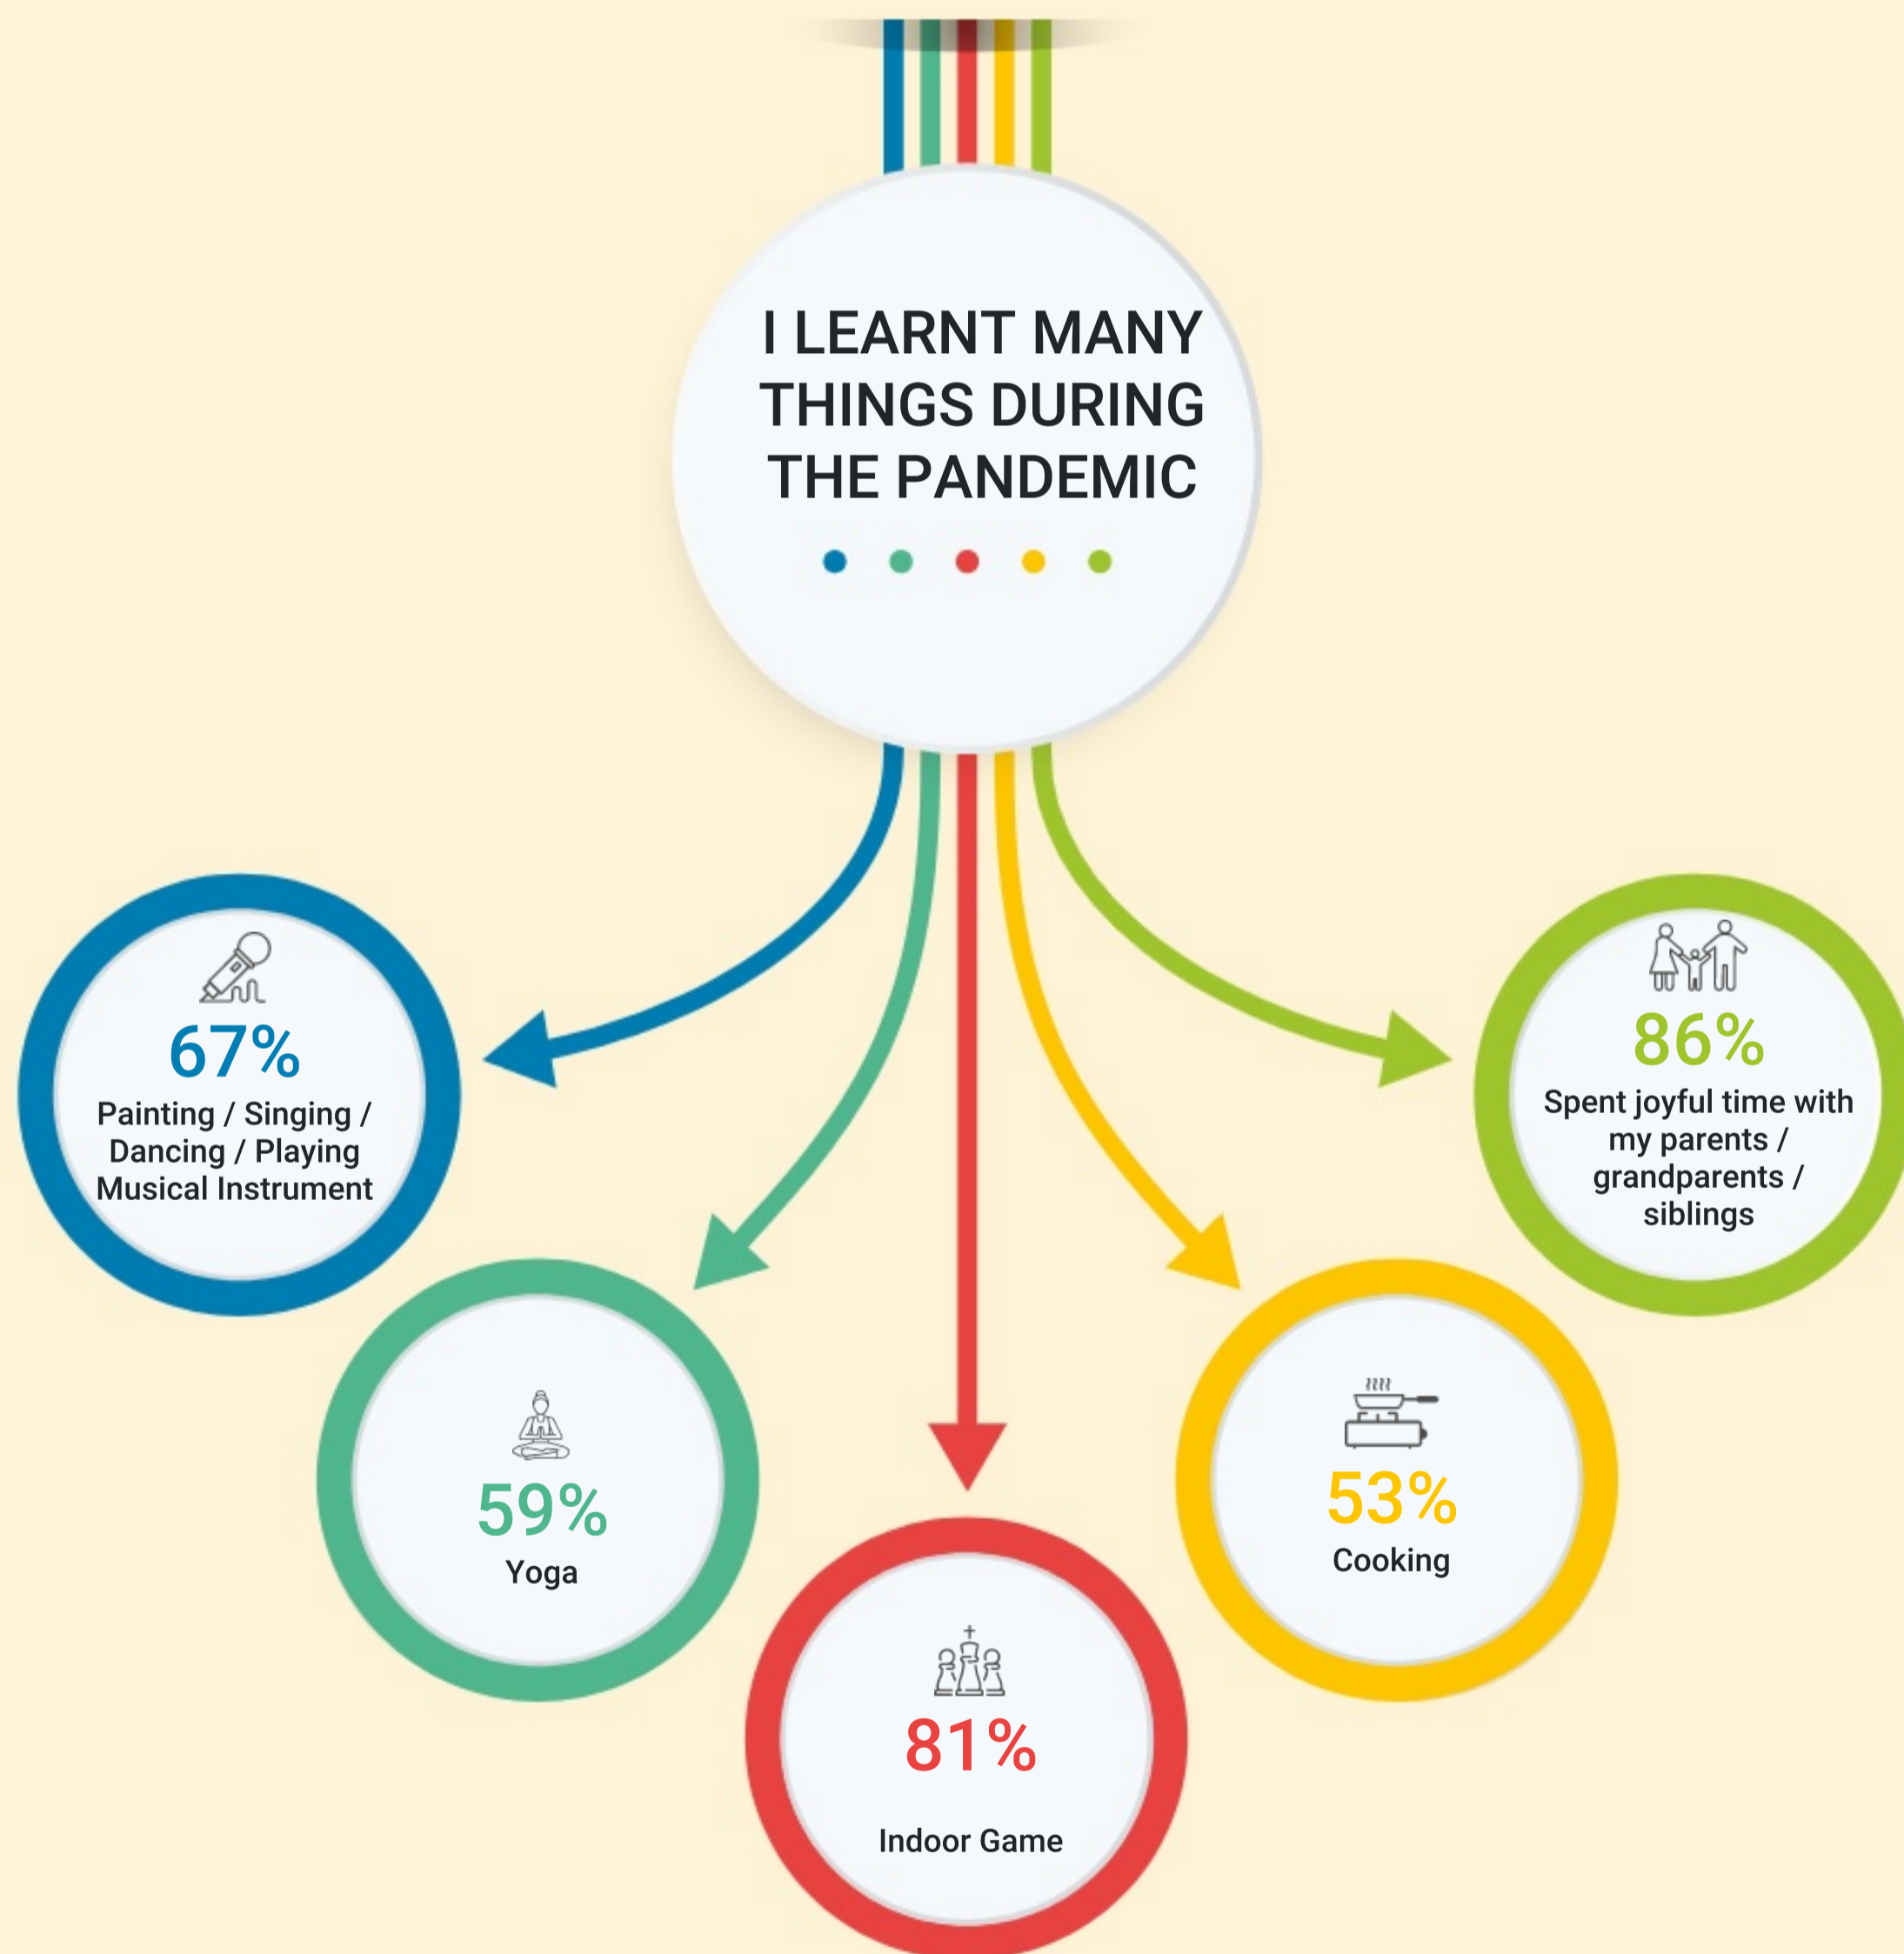 I LEARNT MANY
THINGS DURING
THE PANDEMIC
67%
Painting / Singing /
Dancing / Playing
Musical Instrument
86%
Spent joyful time with
my parents /
grandparents /
siblings
59%
Yoga
53%
Cooking
81%
Indoor Game